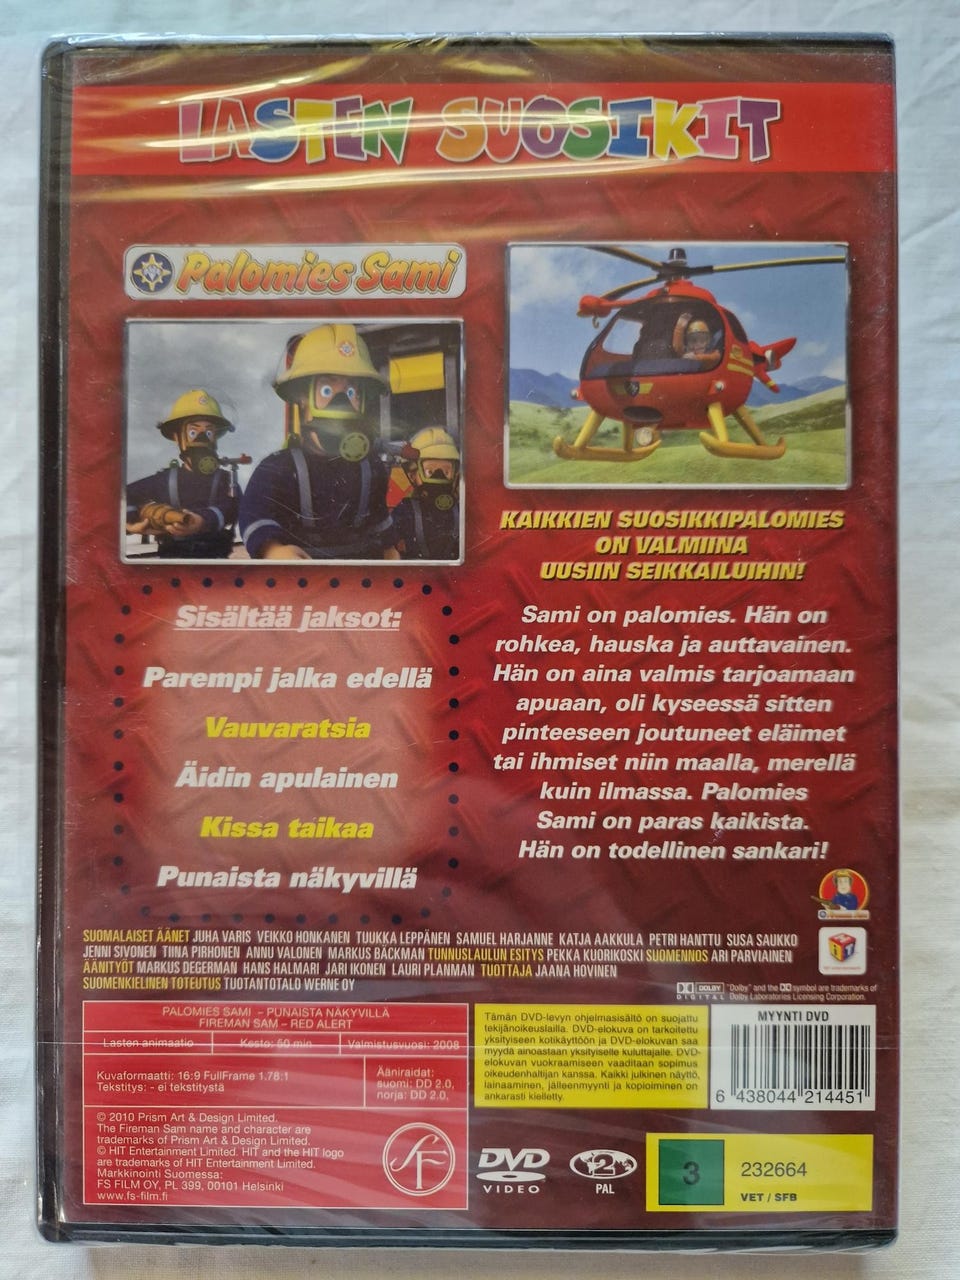 LASTEN SUOSIKIT
Palomies Sami
KAIKKIEN SUOSIKKIPALOMIES
ON VALMIINA
UUSIIN SEIKKAILUIHIN!
Sisältää jaksot:
Parempi jalka edellä
Vauvaratsia
Äidin apulainen
Kissa taikaa
Punaista näkyvillä
Sami on palomies. Hän on
rohkea, hauska ja auttavainen.
Hän on aina valmis tarjoamaan
apuaan, oli kyseessä sitten
pinteeseen joutuneet eläimet
tai ihmiset niin maalla, merellä
kuin ilmassa. Palomies
Sami on paras kaikista.
Hän on todellinen sankari!
SUOMALAISET ÄÄNET JUHA VARIS VEIKKO HONKANEN TUUKKA LEPPÄNEN SAMUEL HARJANNE KATJA AAKKULA PETRI HANTTU SUSA SAUKKO
JENNI SIVONEN TIINA PIRHONEN ANNU VALONEN MARKUS BÄCKMAN TUNNUSLAULUN ESITYS PEKKA KUORIKOSKI SUOMENNOS ARI PARVIAINEN
ÄÄNITYÖT MARKUS DEGERMAN HANS HALMARI JARI IKONEN LAURI PLANMAN TUOTTAJA JAANA HOVINEN
SUOMENKIELINEN TOTEUTUS TUOTANTOTALO WERNE OY
DOLBY
DIGITAL
"Dolby" and the symbol are trademarks of
Dolby Laboratories Licensing Corporation.
PALOMIES SAMI - PUNAISTA NÄKYVILLÄ
FIREMAN SAM - RED ALERT
Lasten animaatio Kesto: 50 min Valmistusvuosi: 2008
Kuvaformaatti: 16:9 FullFrame 1.78:1
Tekstitys: - ei tekstitystä
Ääniraidat:
suomi: DD 2.0,
norja: DD 2.0,
© 2010 Prism Art & Design Limited.
The Fireman Sam name and character are
trademarks of Prism Art & Design Limited.
© HIT Entertainment Limited. HIT and the HIT logo
are trademarks of HIT Entertainment Limited.
Markkinointi Suomessa:
FS FILM OY, PL 399, 00101 Helsinki
www.fs-film.fi
SF
Tämän DVD-levyn ohjelmasisältö on suojattu
tekijänoikeuslailla. DVD-elokuva on tarkoitettu
yksityiseen kotikäyttöön ja DVD-elokuvan saa
myydä ainoastaan yksityiselle kuluttajalle. DVD-
elokuvan vuokraamiseen vaaditaan sopimus
oikeudenhaltijan kanssa. Kaikki julkinen näyttö,
lainaaminen, jälleenmyynti ja kopioiminen on
ankarasti kielletty.
MYYNTI DVD
6 438044 214451
DVD
VIDEO
2
PAL
3
232664
VET / SFB